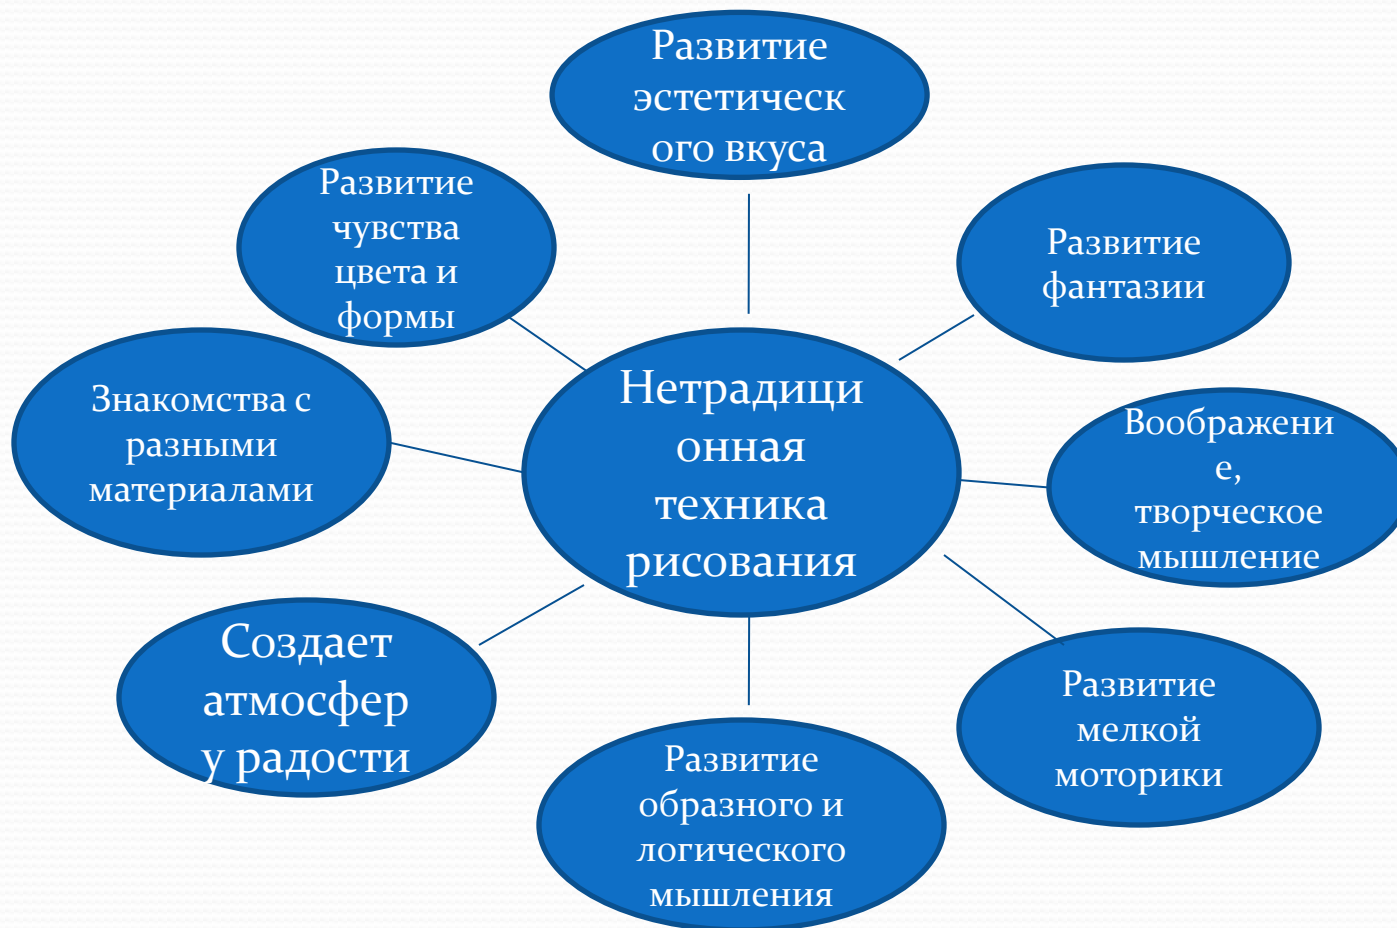 Развитие
эстетическ
ого вкуса
Развитие
чувства
цвета и
формы
Развитие
фантазии
Знакомства с
разными
материалами
Нетрадици
онная
техника
рисования
Воображени
е,
творческое
мышление
Создает
атмосфер
у радости
Развитие
образного и
логического
мышления
Развитие
мелкой
моторики